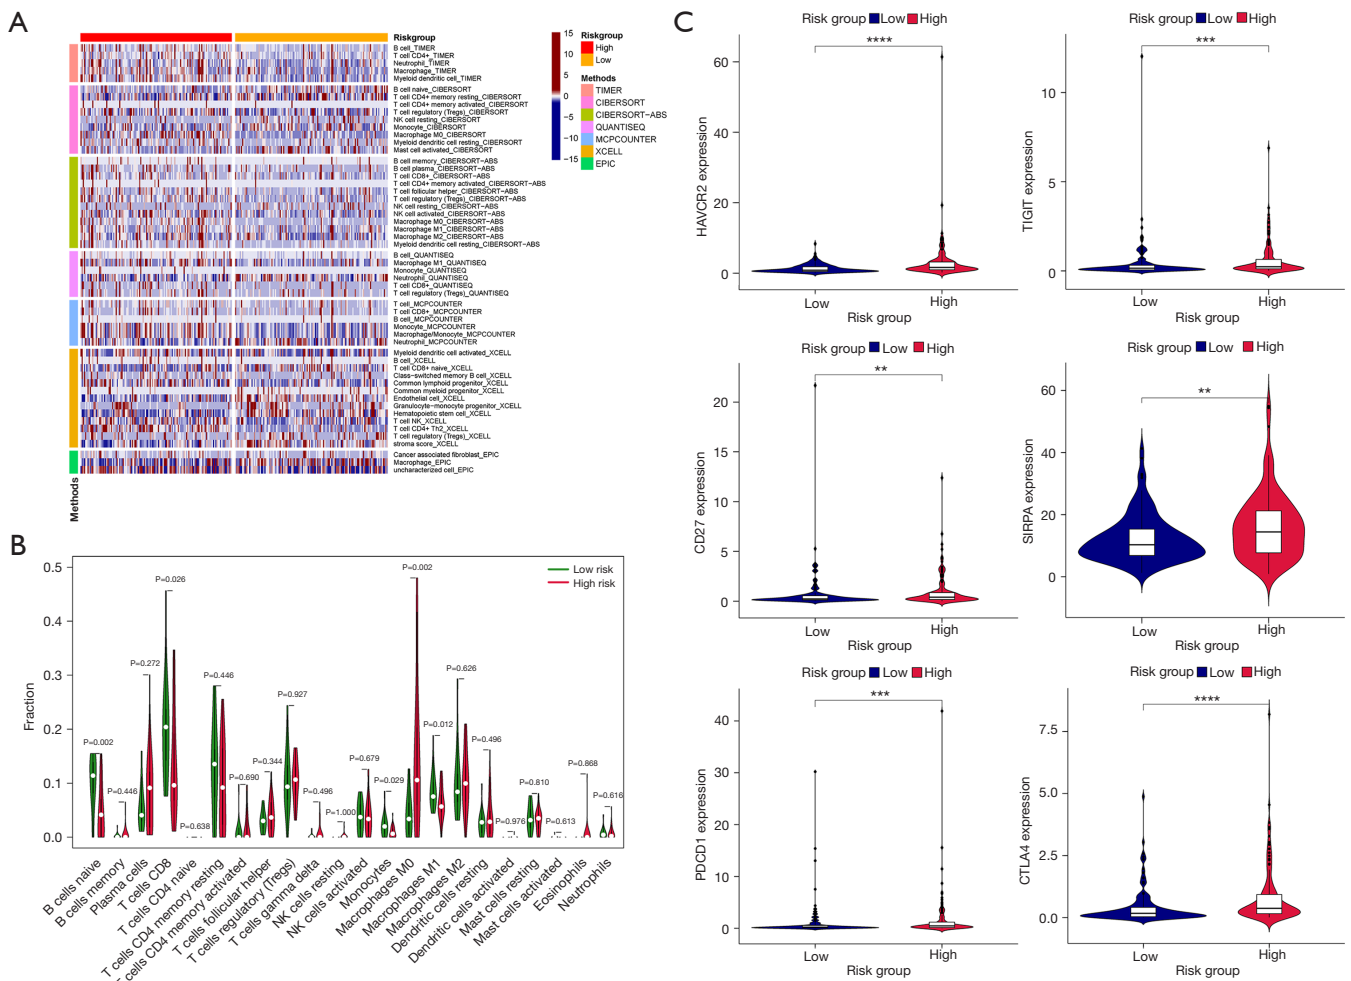 A
Riskgroup
High
Low
Methods
TIMER
CIBERSORT
CIBERSORT−ABS
QUANTISEQ
MCPCOUNTER
XCELL
EPIC
15
10
5
0
−5
−10
−15
B cell_TIMER
T cell CD4+_TIMER
Neutrophil_TIMER
Macrophage_TIMER
Myeloid dendritic cell_TIMER
B cell naive_CIBERSORT
T cell CD4+ memory resting_CIBERSORT
T cell CD4+ memory activated_CIBERSORT
T cell regulatory (Tregs)_CIBERSORT
NK cell resting_CIBERSORT
Monocyte_CIBERSORT
Macrophage M0_CIBERSORT
Myeloid dendritic cell resting_CIBERSORT
Mast cell activated_CIBERSORT
B cell memory_CIBERSORT−ABS
B cell plasma_CIBERSORT−ABS
T cell CD8+_CIBERSORT−ABS
T cell CD4+ memory activated_CIBERSORT−ABS
T cell follicular helper_CIBERSORT−ABS
T cell regulatory (Tregs)_CIBERSORT−ABS
NK cell resting_CIBERSORT−ABS
NK cell activated_CIBERSORT−ABS
Macrophage M0_CIBERSORT−ABS
Macrophage M1_CIBERSORT−ABS
Macrophage M2_CIBERSORT−ABS
Myeloid dendritic cell resting_CIBERSORT−ABS
B cell_QUANTISEQ
Macrophage M1_QUANTISEQ
Monocyte_QUANTISEQ
Neutrophil_QUANTISEQ
T cell CD8+_QUANTISEQ
T cell regulatory (Tregs)_QUANTISEQ
T cell_MCPCOUNTER
T cell CD8+_MCPCOUNTER
B cell_MCPCOUNTER
Monocyte_MCPCOUNTER
Macrophage/Monocyte_MCPCOUNTER
Neutrophil_MCPCOUNTER
Myeloid dendritic cell activated_XCELL
B cell_XCELL
T cell CD8+ naive_XCELL
Class−switched memory B cell_XCELL
Common lymphoid progenitor_XCELL
Common myeloid progenitor_XCELL
Endothelial cell_XCELL
Granulocyte−monocyte progenitor_XCELL
Hematopoietic stem cell_XCELL
T cell NK_XCELL
T cell CD4+ Th2_XCELL
T cell regulatory (Tregs)_XCELL
stroma score_XCELL
Cancer associated fibroblast_EPIC
Macrophage_EPIC
uncharacterized cell_EPIC
Methods
B
Fraction
0.5
0.4
0.3
0.2
0.1
0.0
Low risk
High risk
P=0.002
P=0.446
P=0.272
P=0.026
P=0.638
P=0.446
P=0.690
P=0.344
P=0.927
P=0.496
P=1.000
P=0.679
P=0.029
P=0.002
P=0.012
P=0.626
P=0.496
P=0.976
P=0.810
P=0.613
P=0.868
P=0.616
B cells naive
B cells memory
Plasma cells
T cells CD8
T cells CD4 naive
T cells CD4 memory resting
T cells CD4 memory activated
T cells follicular helper
T cells regulatory (Tregs)
T cells gamma delta
NK cells resting
NK cells activated
Monocytes
Macrophages M0
Macrophages M1
Macrophages M2
Dendritic cells resting
Dendritic cells activated
Mast cells resting
Mast cells activated
Eosinophils
Neutrophils
C
Risk group Low High
****
HAVCR2 expression
60
40
20
0
Low High
Risk group
Risk group Low High
***
TIGIT expression
10
5
0
Low High
Risk group
Risk group Low High
**
CD27 expression
20
15
10
5
0
Low High
Risk group
Risk group Low High
**
SIRPA expression
60
40
20
0
Low High
Risk group
Risk group Low High
***
PDCD1 expression
40
30
20
10
0
Low High
Risk group
Risk group Low High
****
CTLA4 expression
7.5
5.0
2.5
0.0
Low High
Risk group